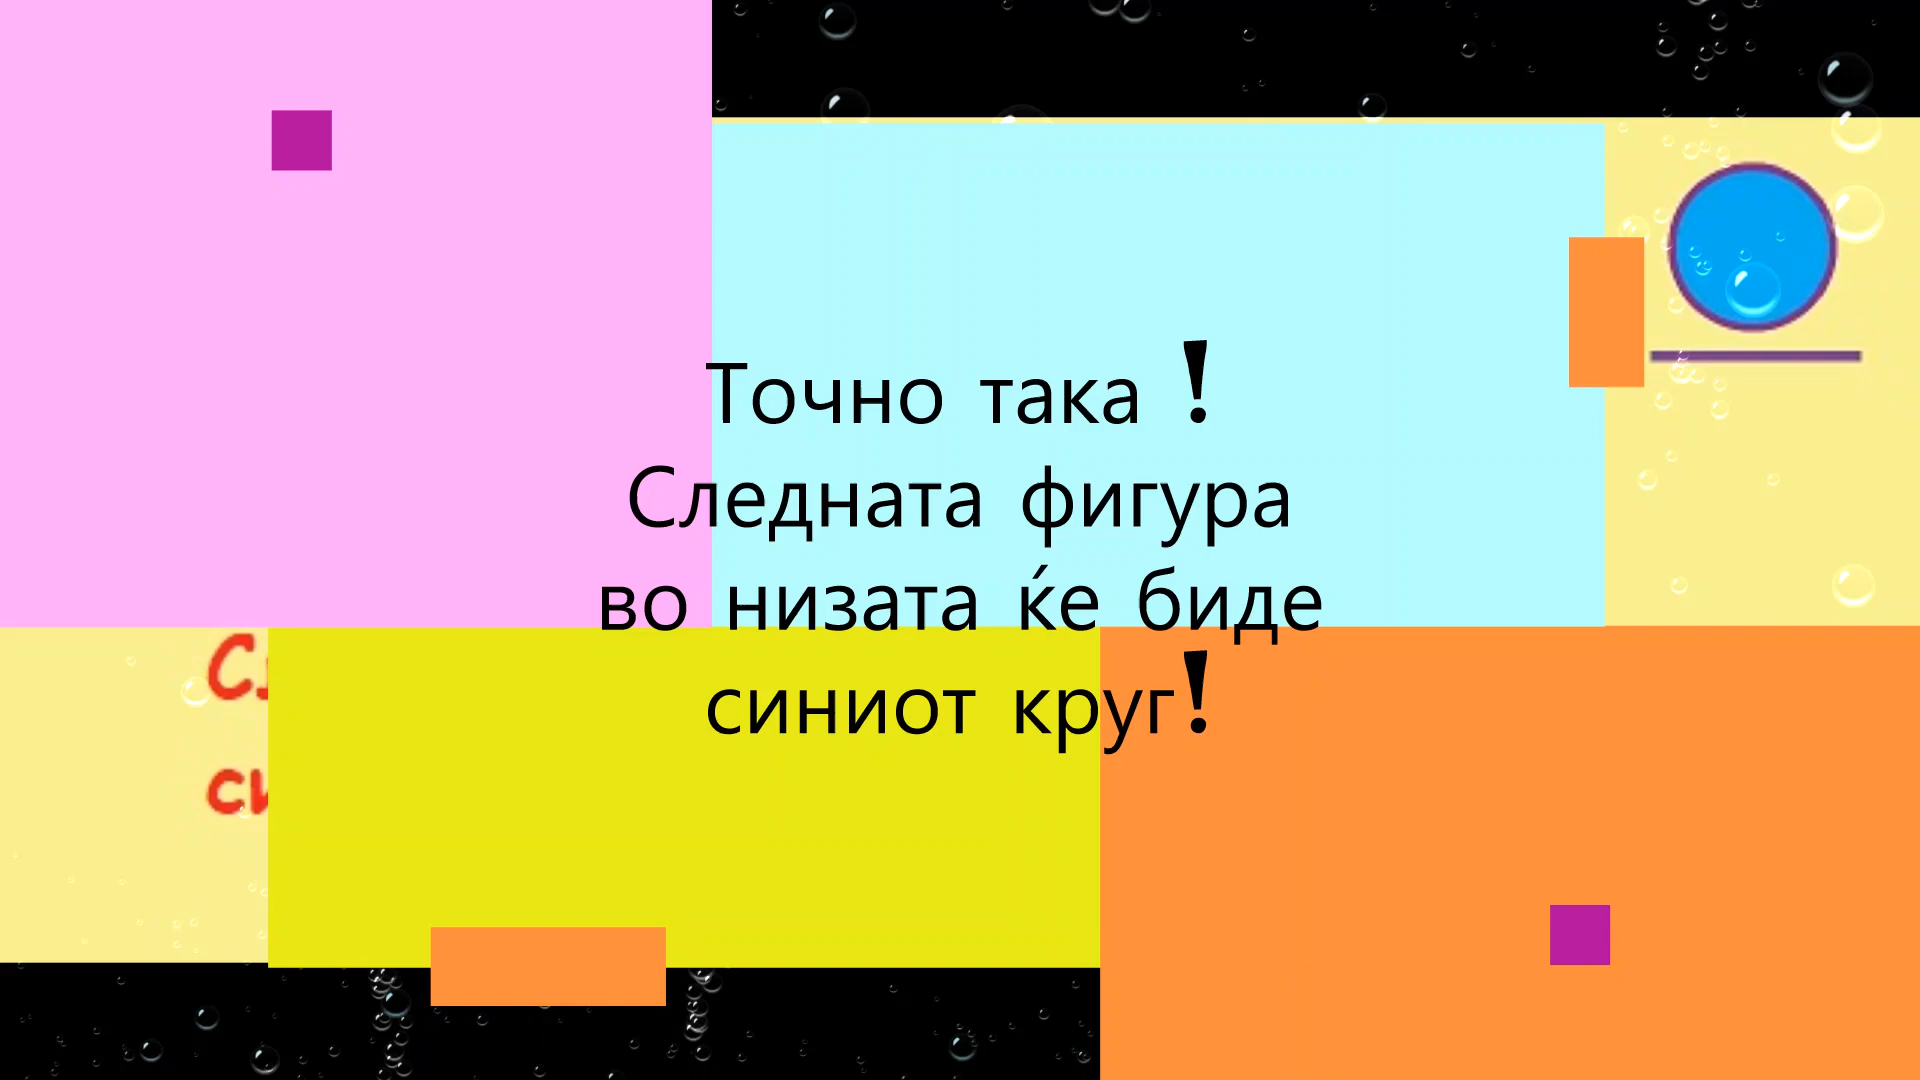 Точно така !
Следната фигура
во низата ќе биде
синиот круг!